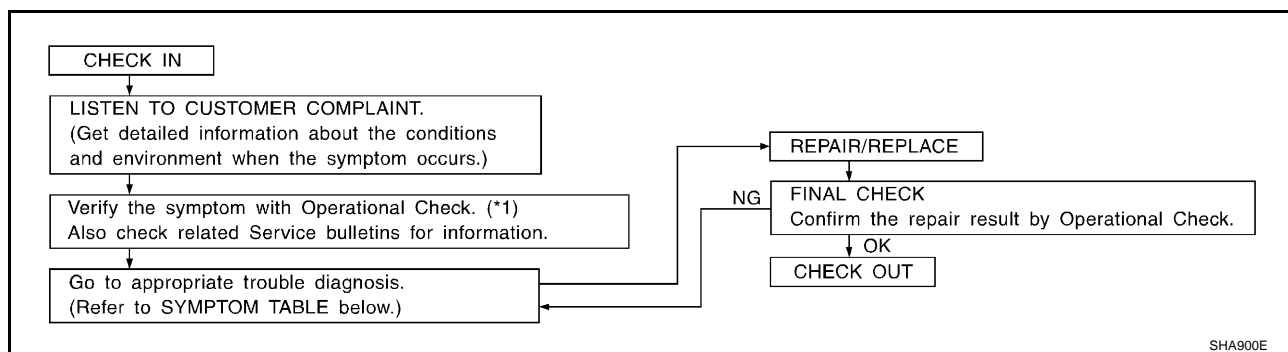 CHECK IN
LISTEN TO CUSTOMER COMPLAINT.
(Get detailed information about the conditions
and environment when the symptom occurs.)
Verify the symptom with Operational Check. (*1)
Also check related Service bulletins for information.
Go to appropriate trouble diagnosis.
(Refer to SYMPTOM TABLE below.)
REPAIR/REPLACE
NG
FINAL CHECK
Confirm the repair result by Operational Check.
OK
CHECK OUT
SHA900E